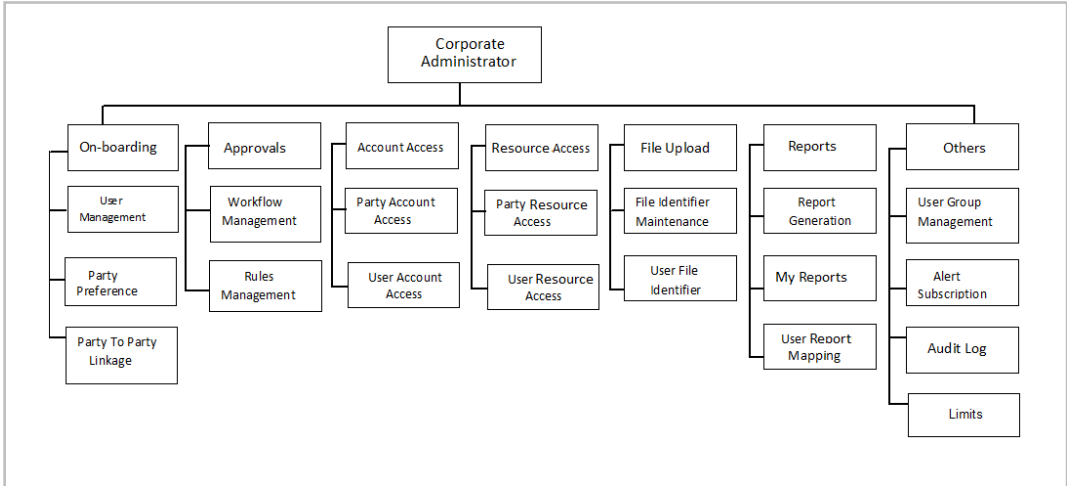 Corporate
Administrator
On-boarding
User
Management
Party
Preference
Party To Party
Linkage
Approvals
Workflow
Management
Rules
Management
Account Access
Party Account
Access
User Account
Access
Resource Access
Party Resource
Access
User Resource
Access
File Upload
File Identifier
Maintenance
User File
Identifier
Reports
Report
Generation
My Reports
User Report
Mapping
Others
User Group
Management
Alert
Subscription
Audit Log
Limits